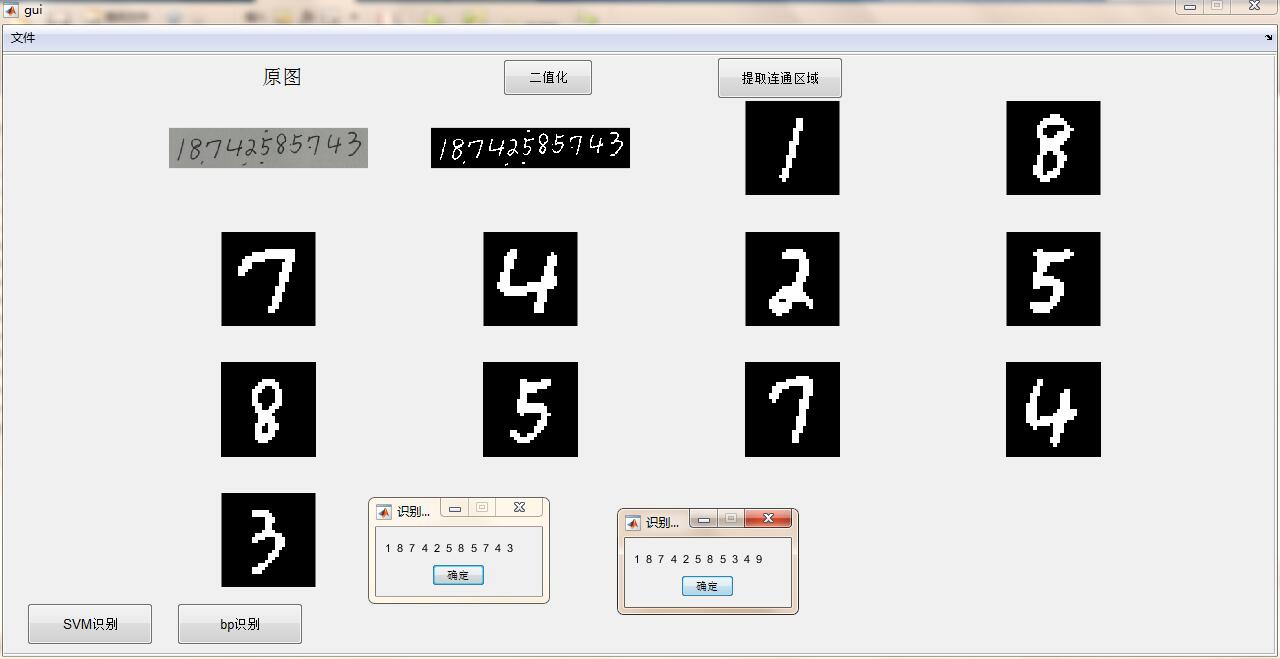 gui
文件
原图
二值化
提取连通区域
18742585743
18742585743
1
8
7
4
2
5
8
5
7
4
3
识别...
1 8 7 4 2 5 8 5 7 4 3
确定
识别...
1 8 7 4 2 5 8 5 3 4 9
确定
SVM识别
bp识别